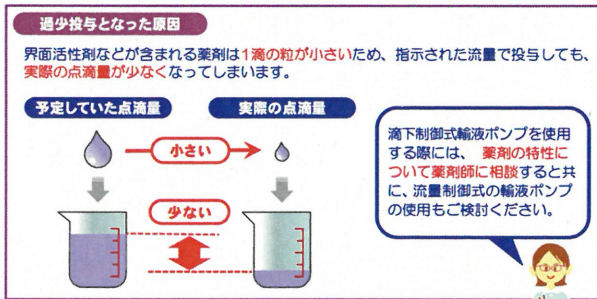 過少投与となった原因
界面活性剤などが含まれる薬剤は1滴の粒が小さいため、指示された流量で投与しても、
実際の点滴量が少なくなってしまいます。
予定していた点滴量
実際の点滴量
小さい
少ない
滴下制御式輸液ポンプを使用
する際には、薬剤の特性に
ついて薬剤師に相談すると共
に、流量制御式の輸液ポンプ
の使用もご検討ください。